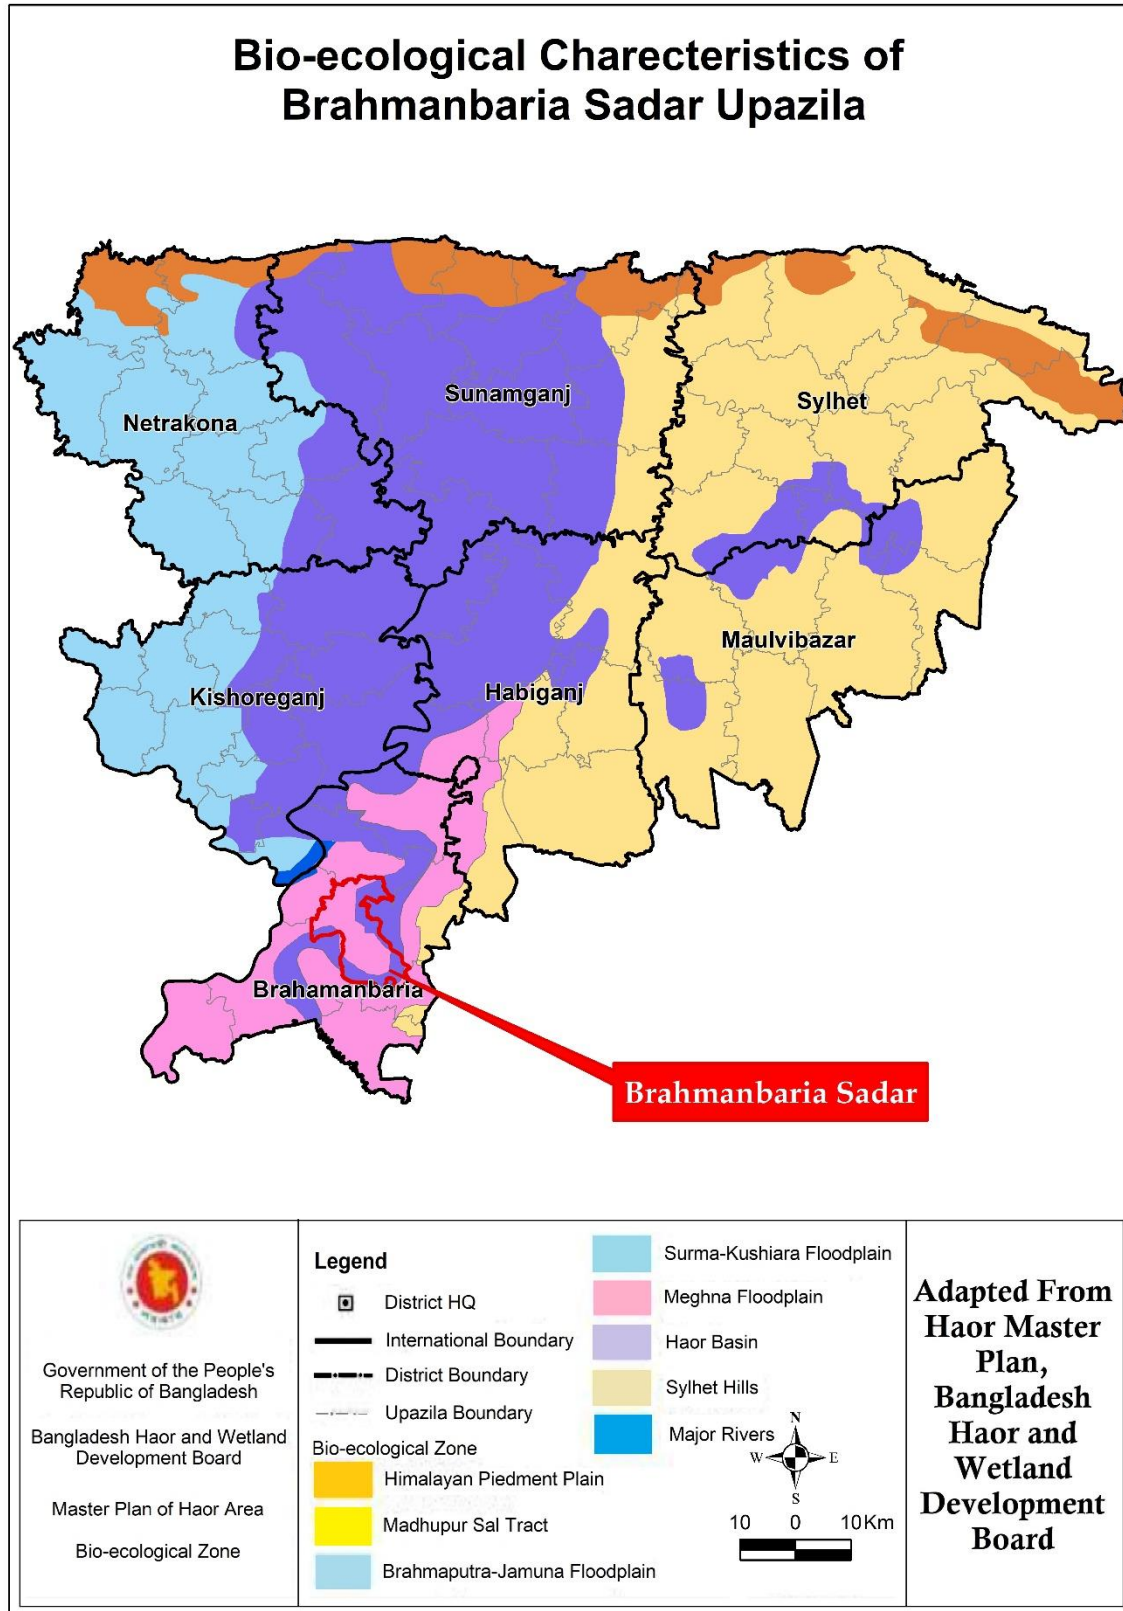 Bio-ecological Charecteristics of
Brahmanbaria Sadar Upazila
Netrakona
Sunamganj
Sylhet
Kishoreganj
Habiganj
Maulvibazar
Brahamanbaria
Brahmanbaria Sadar
Government of the People's
Republic of Bangladesh
Bangladesh Haor and Wetland
Development Board
Master Plan of Haor Area
Bio-ecological Zone
Legend
District HQ
International Boundary
District Boundary
Upazila Boundary
Bio-ecological Zone
Himalayan Piedment Plain
Madhupur Sal Tract
Brahmaputra-Jamuna Floodplain
Surma-Kushiara Floodplain
Meghna Floodplain
Haor Basin
Sylhet Hills
Major Rivers
N
W E
S
10 0 10Km
Adapted From
Haor Master
Plan,
Bangladesh
Haor and
Wetland
Development
Board